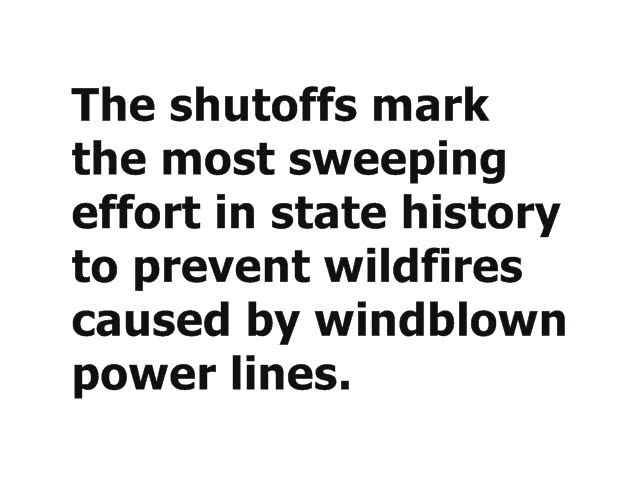 The shutoffs mark
the most sweeping
effort in state history
to prevent wildfires
caused by windblown
power lines.